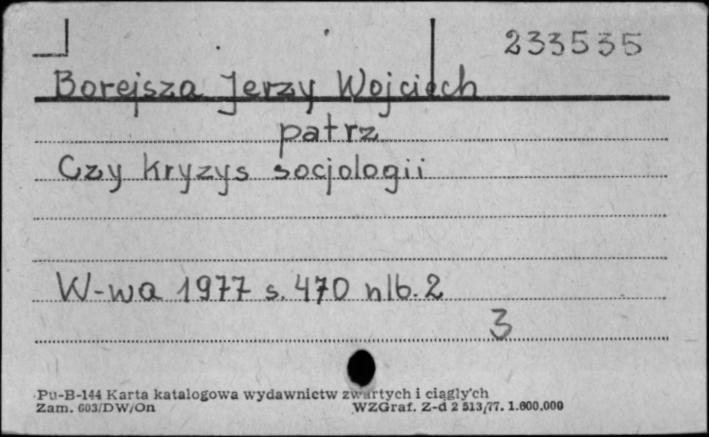 233535
Borejsza Jerzy Wojciech
patrz
Czy kryzys socjologii
W-wa 1977 s. 470 nlb. 2
3
Pu-B-144 Karta katalogowa wydawnictw zwartych i ciągły'ch
Zam. 603/DW/On WZGraf. Z-d 2 513/77. 1.600.000